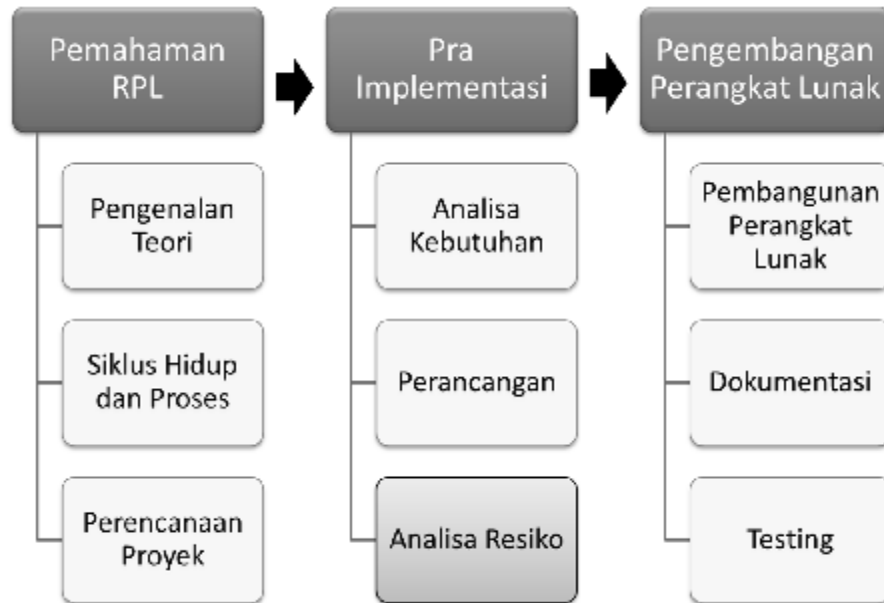 Pemahaman
RPL
Pengenalan
Teori
Siklus Hidup
dan Proses
Perencanaan
Proyek
Pra
Implementasi
Analisa
Kebutuhan
Perancangan
Analisa Resiko
Pengembangan
Perangkat Lunak
Pembangunan
Perangkat
Lunak
Dokumentasi
Testing